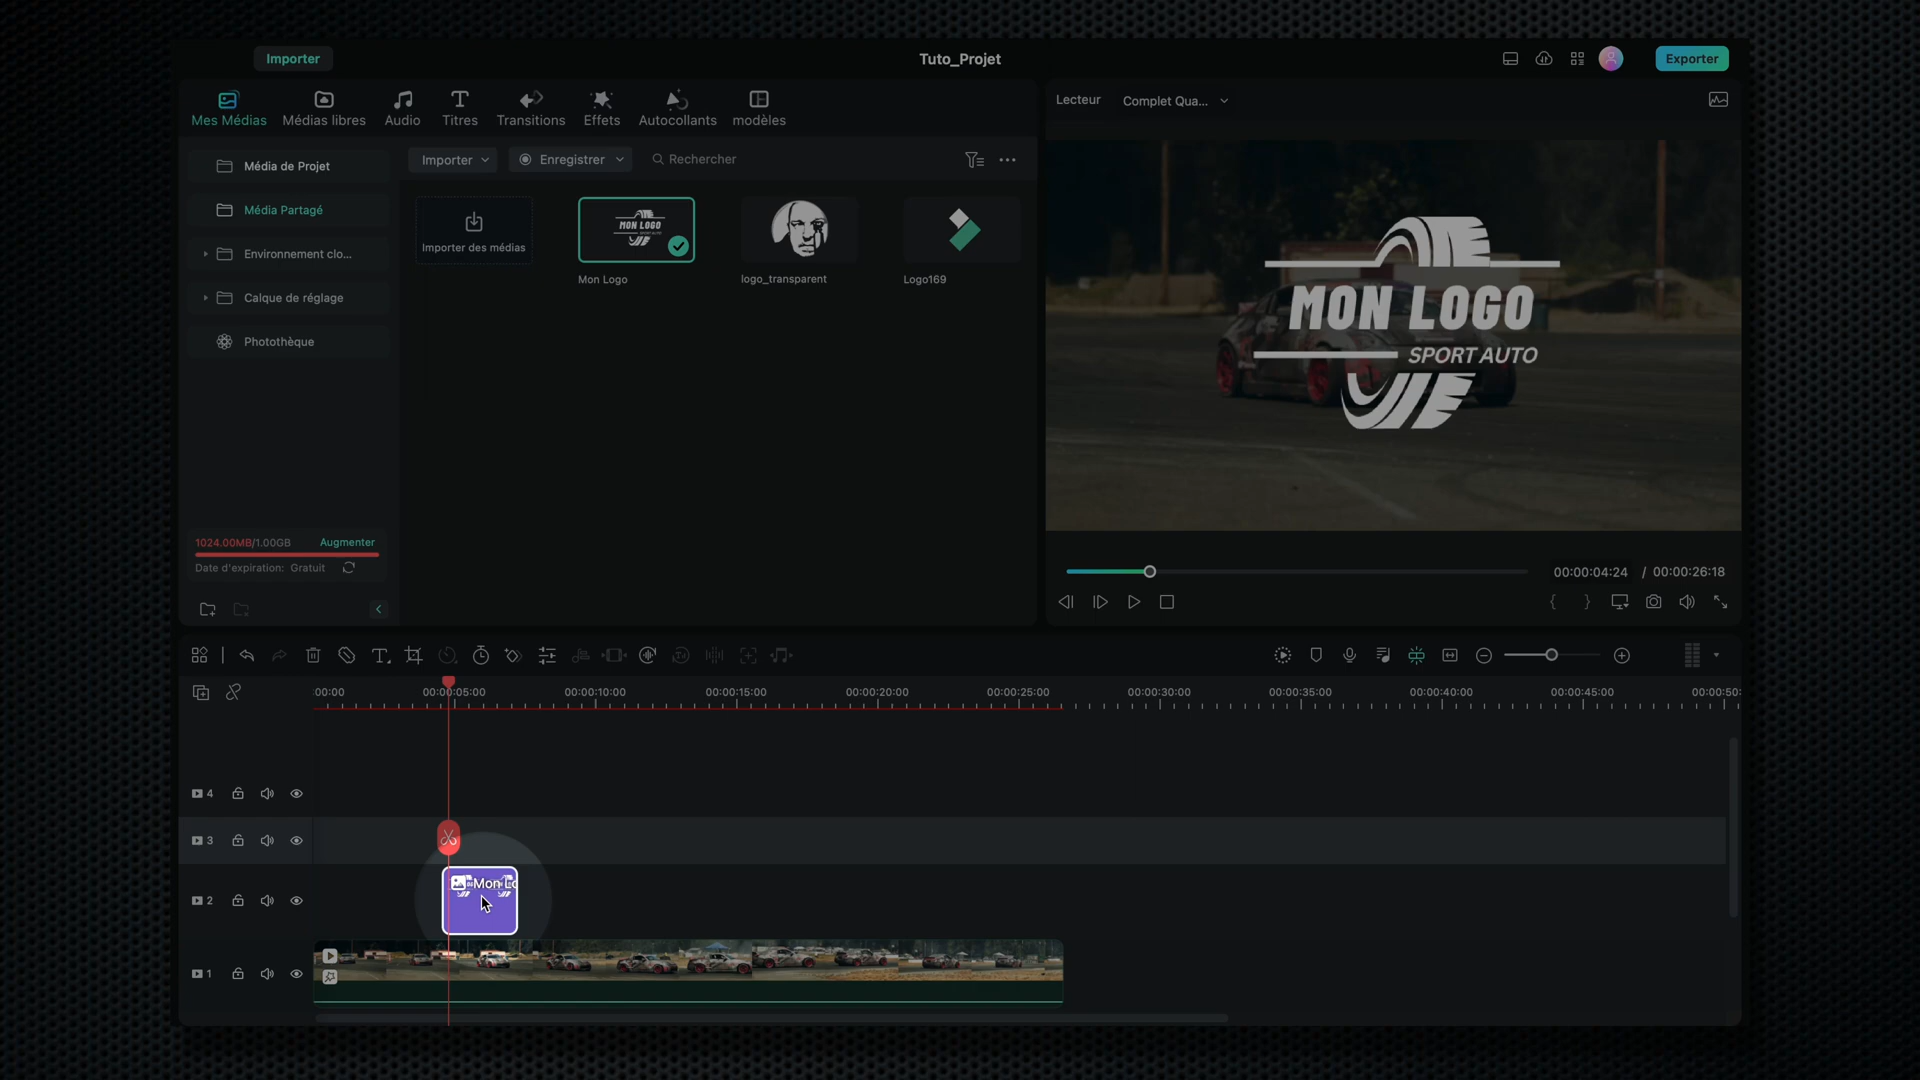 Importer
Tuto_Projet
Exporter
Mes Médias
Médias libres
Audio
Titres
Transitions
Effets
Autocollants
modèles
Lecteur
Complet Qua...
Média de Projet
Média Partagé
Environnement clo...
Calque de réglage
Photothèque
Importer
Enregistrer
Rechercher
Importer des médias
MON LOGO
Mon Logo
logo_transparent
Logo169
MON LOGO
SPORT AUTO
1024.00MB/1.00GB
Augmenter
Date d'expiration: Gratuit
00:00:04:24 / 00:00:26:18
{ }
:00:00
00:00:05:00
00:00:10:00
00:00:15:00
00:00:20:00
00:00:25:00
00:00:30:00
00:00:35:00
00:00:40:00
00:00:45:00
00:00:50:
4
3
2
Mon Lo
1